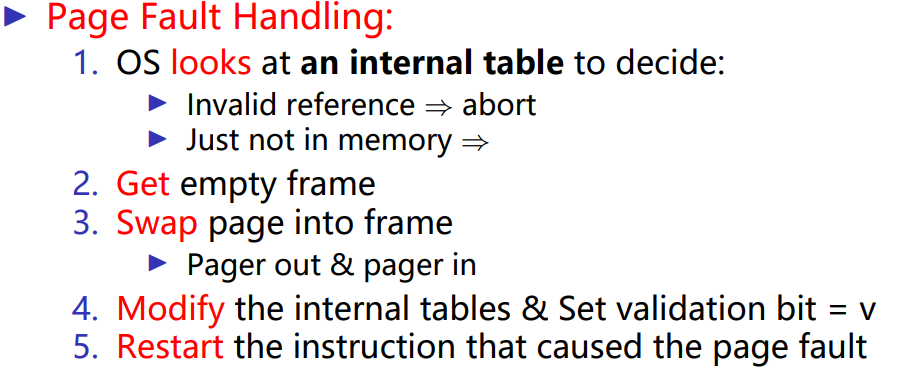 ▶ Page Fault Handling:
1. OS looks at an internal table to decide:
▶ Invalid reference ⇒ abort
▶ Just not in memory ⇒
2. Get empty frame
3. Swap page into frame
▶ Pager out & pager in
4. Modify the internal tables & Set validation bit = v
5. Restart the instruction that caused the page fault